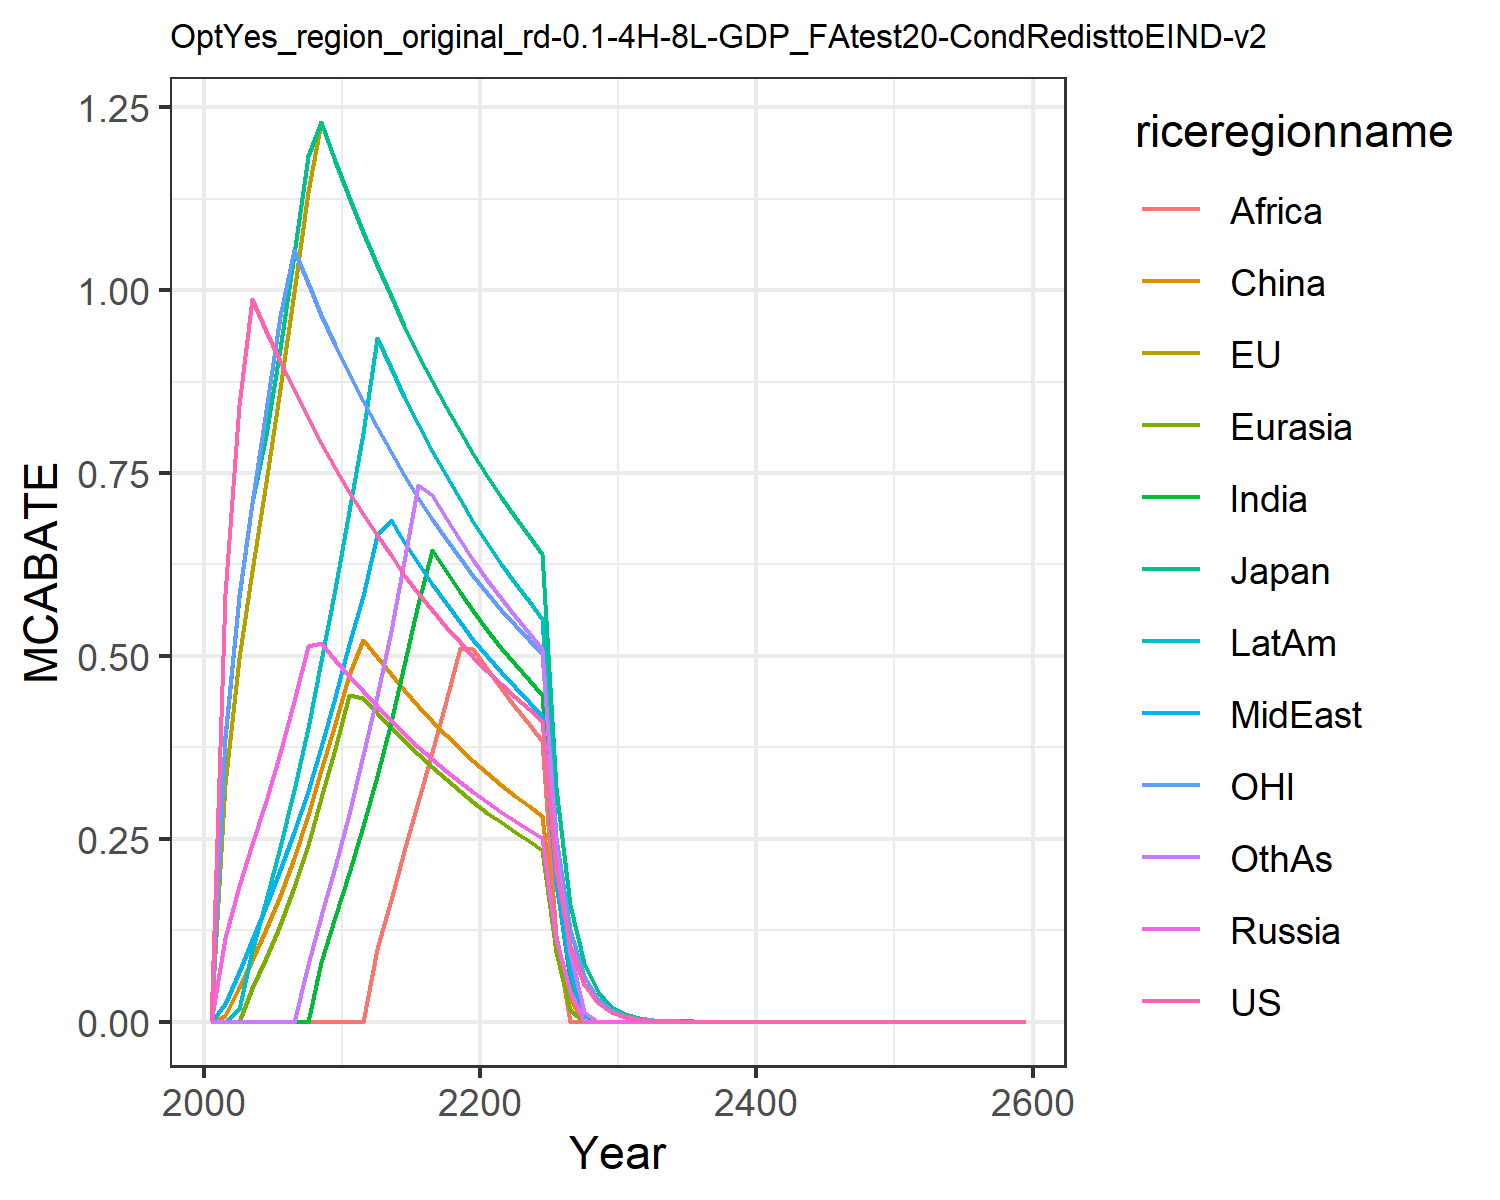 OptYes_region_original_rd-0.1-4H-8L-GDP_FAtest20-CondRedisttoEIND-v2
MCABATE
1.25
1.00
0.75
0.50
0.25
0.00
2000 2200 2400 2600
Year
riceregionname
Africa
China
EU
Eurasia
India
Japan
LatAm
MidEast
OHI
OthAs
Russia
US